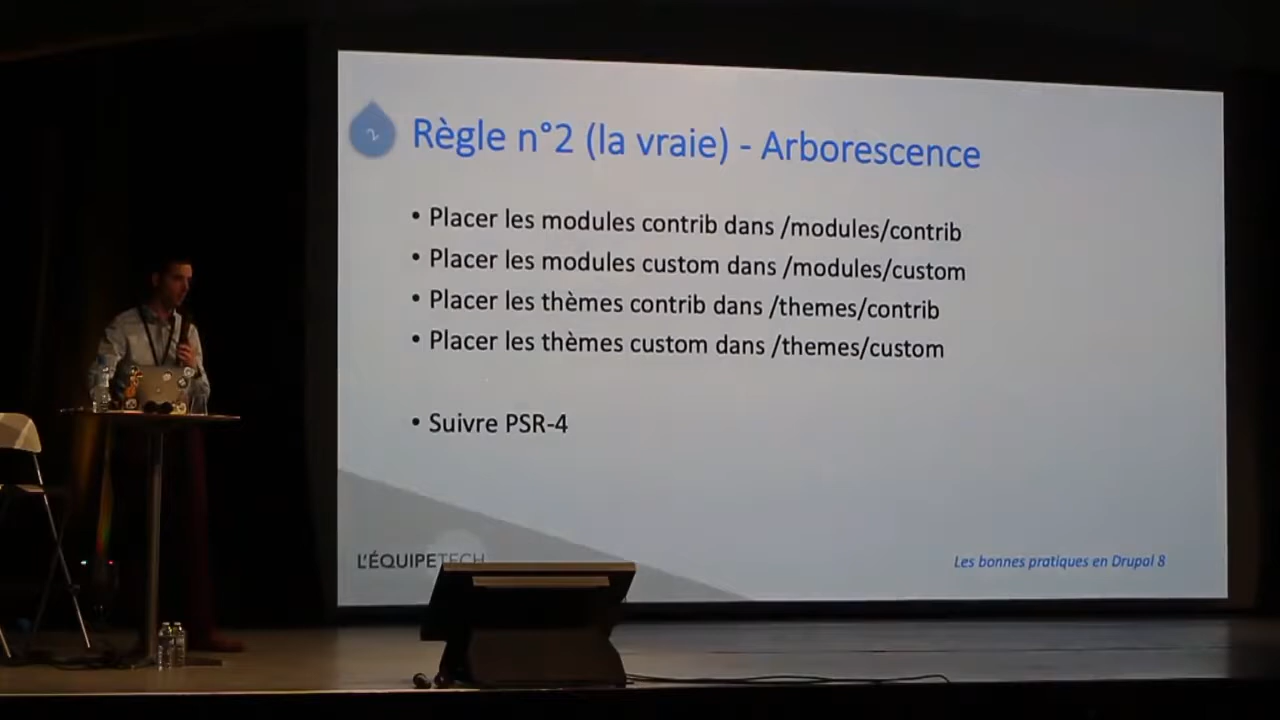 2
Règle n°2 (la vraie) - Arborescence
• Placer les modules contrib dans /modules/contrib
• Placer les modules custom dans /modules/custom
• Placer les thèmes contrib dans /themes/contrib
• Placer les thèmes custom dans /themes/custom
• Suivre PSR-4
L'ÉQUIPETECH
Les bonnes pratiques en Drupal 8